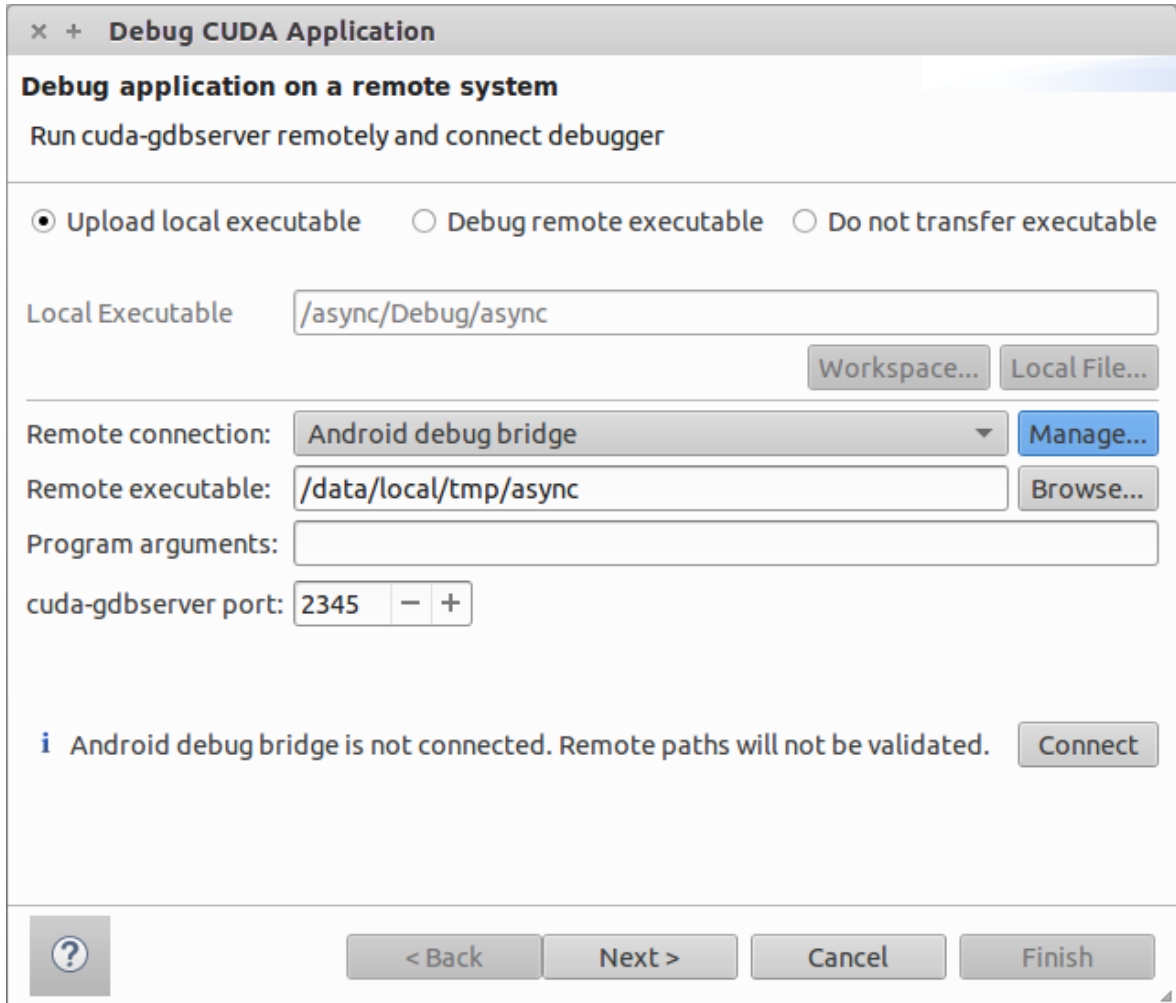 Debug CUDA Application
Debug application on a remote system
Run cuda-gdbserver remotely and connect debugger
Upload local executable Debug remote executable Do not transfer executable
Local Executable /async/Debug/async
Workspace... Local File...
Remote connection: Android debug bridge Manage...
Remote executable: /data/local/tmp/async Browse...
Program arguments:
cuda-gdbserver port: 2345 − +
i Android debug bridge is not connected. Remote paths will not be validated. Connect
? < Back Next > Cancel Finish